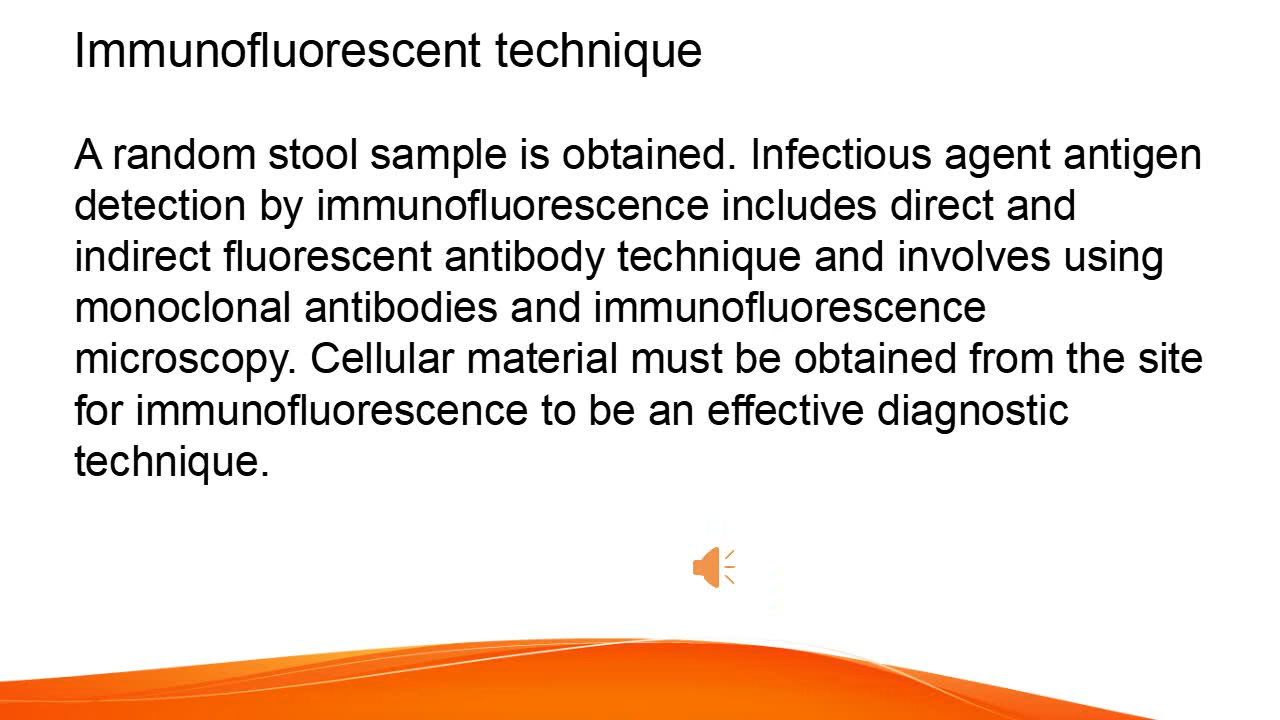 Immunofluorescent technique
A random stool sample is obtained. Infectious agent antigen
detection by immunofluorescence includes direct and
indirect fluorescent antibody technique and involves using
monoclonal antibodies and immunofluorescence
microscopy. Cellular material must be obtained from the site
for immunofluorescence to be an effective diagnostic
technique.